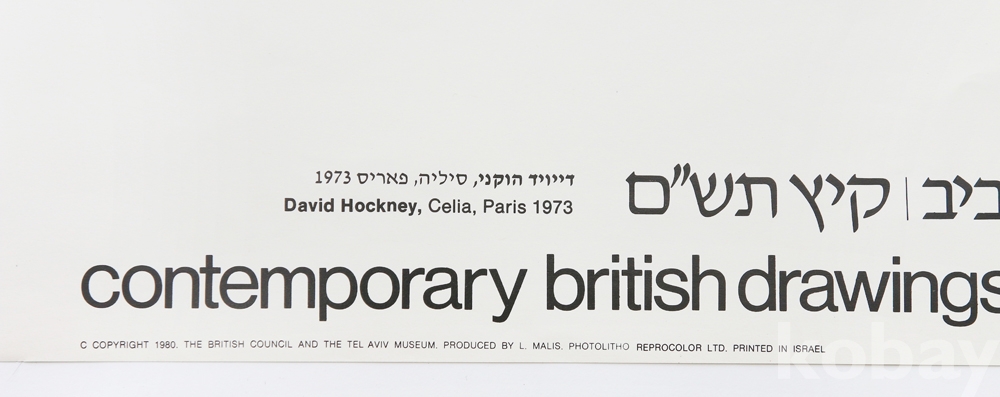 דייויד הוקני, סיליה, פאריס 1973
David Hockney, Celia, Paris 1973
ביב | קיץ תש"ם
contemporary british drawings
C COPYRIGHT 1980. THE BRITISH COUNCIL AND THE TEL AVIV MUSEUM. PRODUCED BY L. MALIS. PHOTOLITHO REPROCOLOR LTD. PRINTED IN ISRAEL
kobay